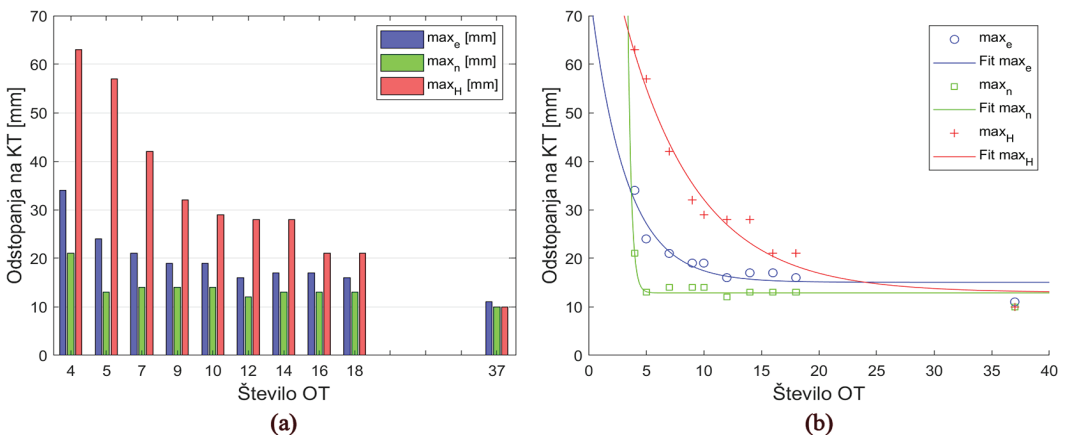 70
60
50
40
30
20
10
0
Odstopanja na KT [mm]
max_e [mm]
max_n [mm]
max_H [mm]
4 5 7 9 10 12 14 16 18 37
Število OT
(a)
70
60
50
40
30
20
10
0
Odstopanja na KT [mm]
max_e
Fit max_e
max_n
Fit max_n
max_H
Fit max_H
0 5 10 15 20 25 30 35 40
Število OT
(b)